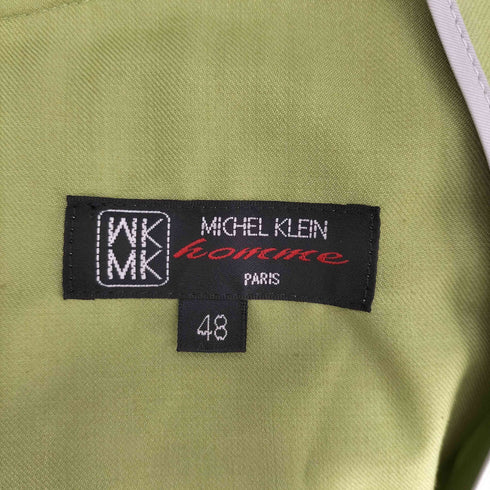 MK
MK
MICHEL KLEIN
homme
PARIS
48